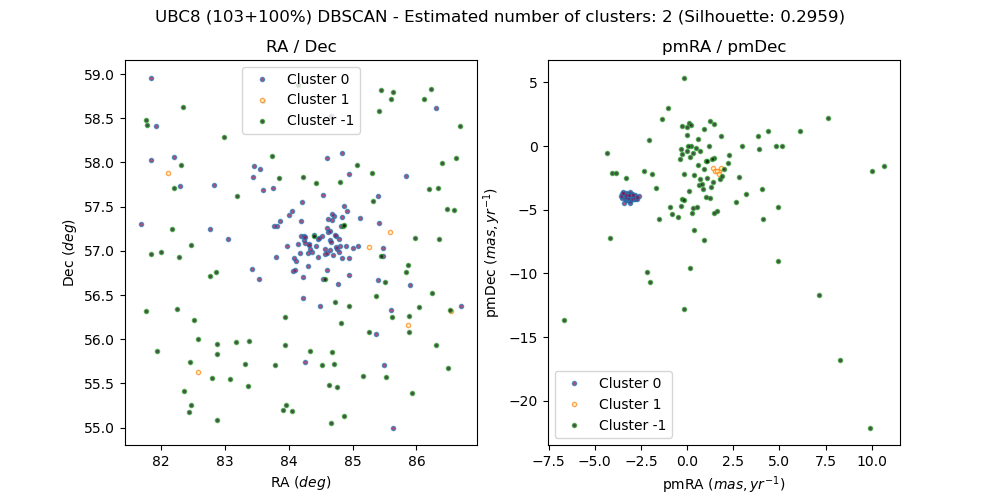 UBC8 (103+100%) DBSCAN - Estimated number of clusters: 2 (Silhouette: 0.2959)
RA / Dec
Cluster 0
Cluster 1
Cluster -1
59.0
58.5
58.0
57.5
57.0
56.5
56.0
55.5
55.0
Dec (deg)
82
83
84
85
86
RA (deg)
pmRA / pmDec
5
0
−5
−10
−15
−20
pmDec (mas, yr⁻¹)
Cluster 0
Cluster 1
Cluster -1
−7.5
−5.0
−2.5
0.0
2.5
5.0
7.5
10.0
pmRA (mas, yr⁻¹)